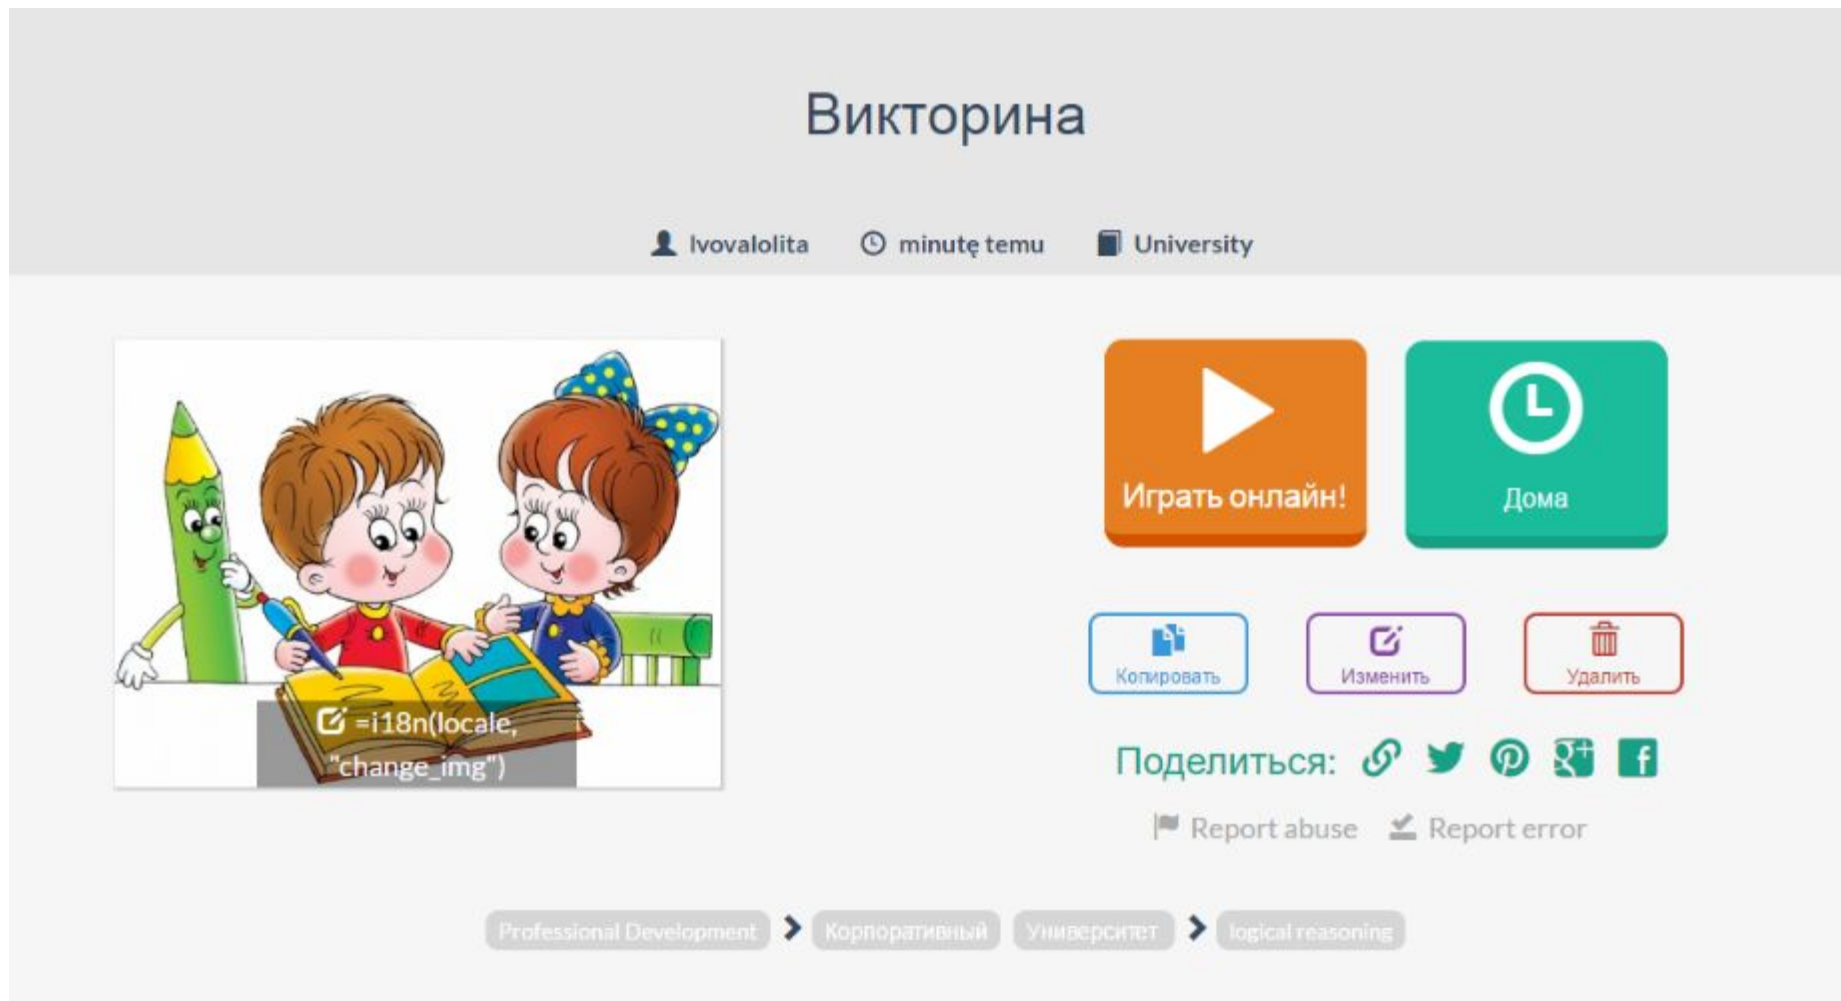 Викторина
lvovalolita minutę temu University
=i18n(locale,
"change_img")
Играть онлайн!
Дома
Копировать Изменить Удалить
Поделиться:
Report abuse Report error
Professional Development Корпоративный Университет logical reasoning